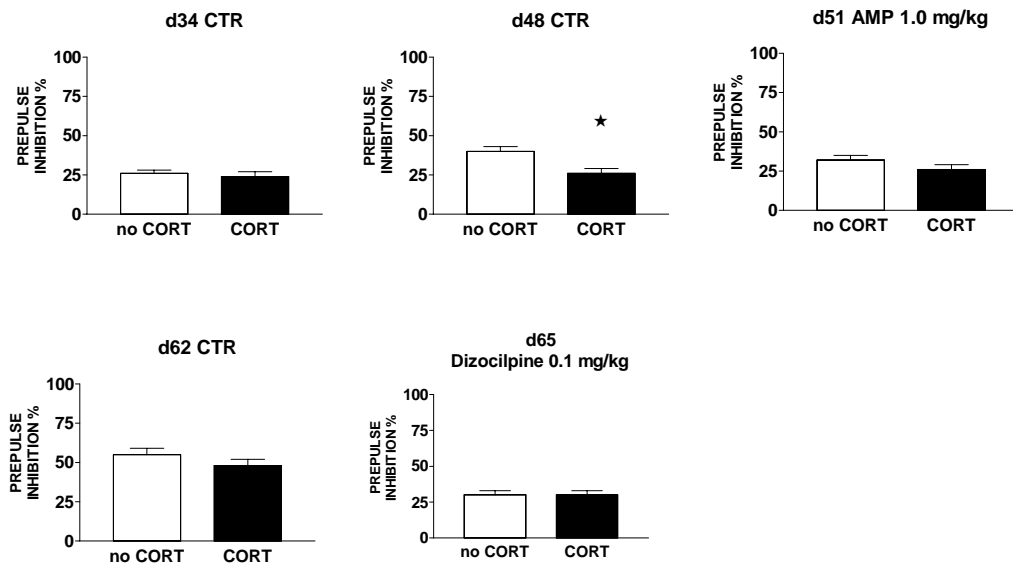 d34 CTR
PREPULSE
INHIBITION %
100
75
50
25
0
no CORT
CORT
d48 CTR
PREPULSE
INHIBITION %
100
75
50
25
0
★
no CORT
CORT
d51 AMP 1.0 mg/kg
PREPULSE
INHIBITION %
100
75
50
25
0
no CORT
CORT
d62 CTR
PREPULSE
INHIBITION %
100
75
50
25
0
no CORT
CORT
d65
Dizocilpine 0.1 mg/kg
PREPULSE
INHIBITION %
100
75
50
25
0
no CORT
CORT